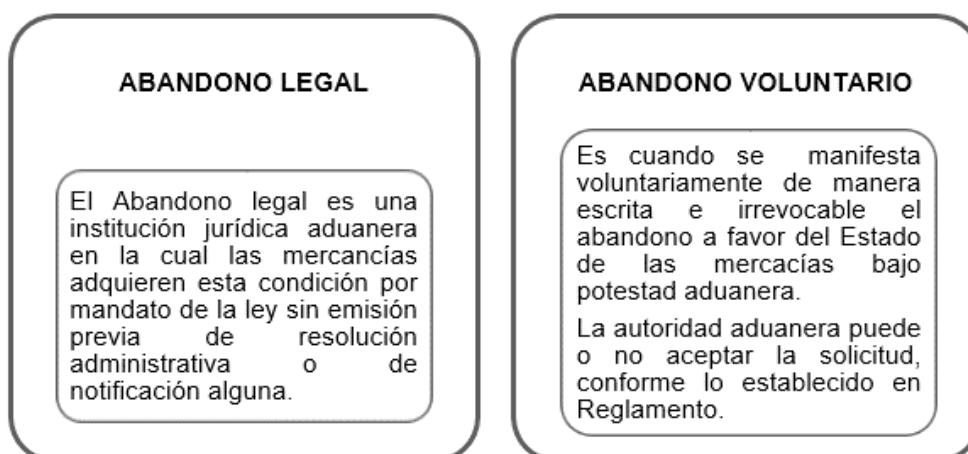 ABANDONO LEGAL
El Abandono legal es una
institución jurídica aduanera
en la cual las mercancías
adquieren esta condición por
mandato de la ley sin emisión
previa de resolución
administrativa o de
notificación alguna.
ABANDONO VOLUNTARIO
Es cuando se manifesta
voluntariamente de manera
escrita e irrevocable el
abandono a favor del Estado
de las mercacías bajo
potestad aduanera.
La autoridad aduanera puede
o no aceptar la solicitud,
conforme lo establecido en
Reglamento.